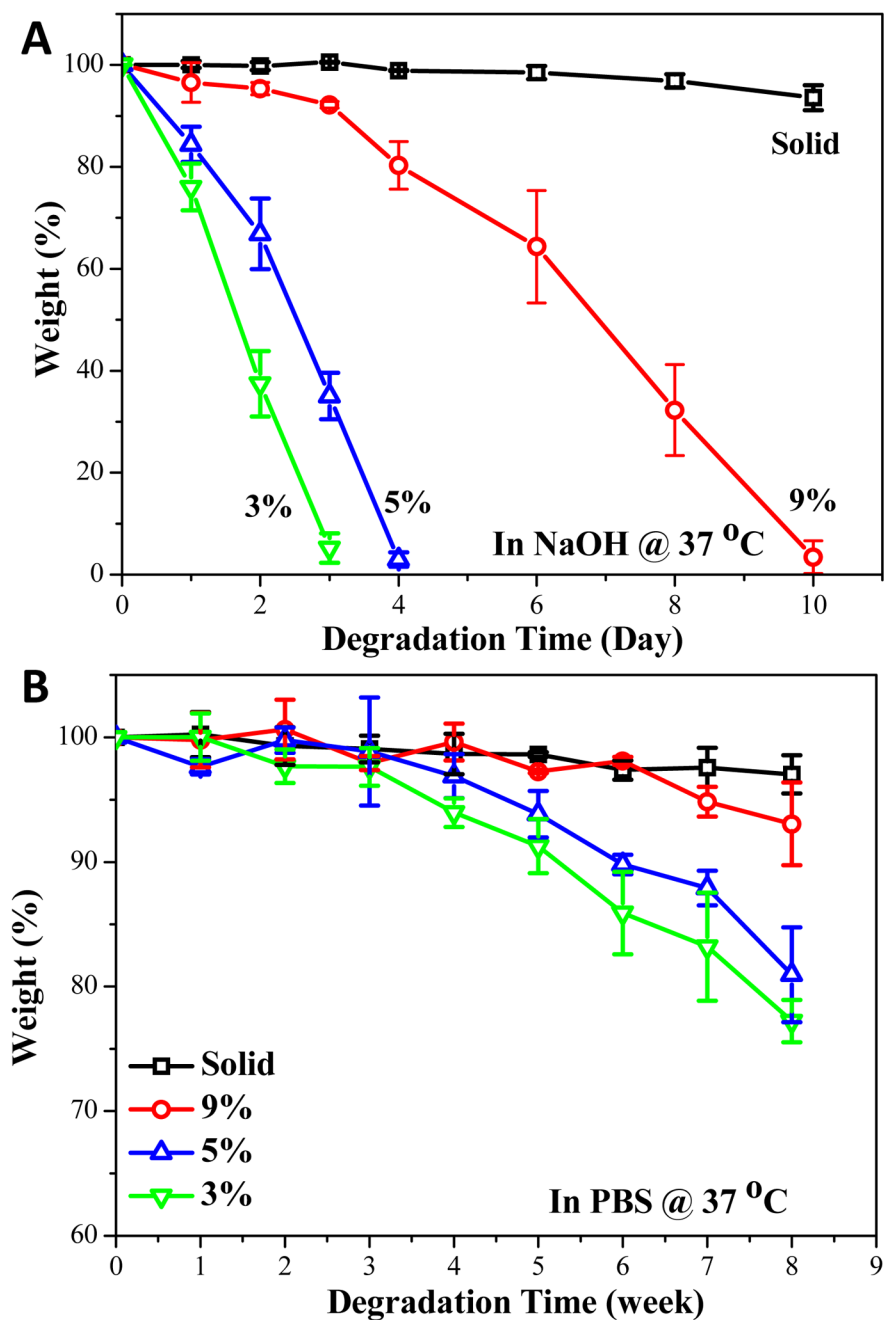 A
100
80
60
40
20
0
Weight (%)
Solid
3%
5%
9%
In NaOH @ 37 °C
0 2 4 6 8 10
Degradation Time (Day)
B
100
90
80
70
60
Weight (%)
Solid
9%
5%
3%
In PBS @ 37 °C
0 1 2 3 4 5 6 7 8 9
Degradation Time (week)